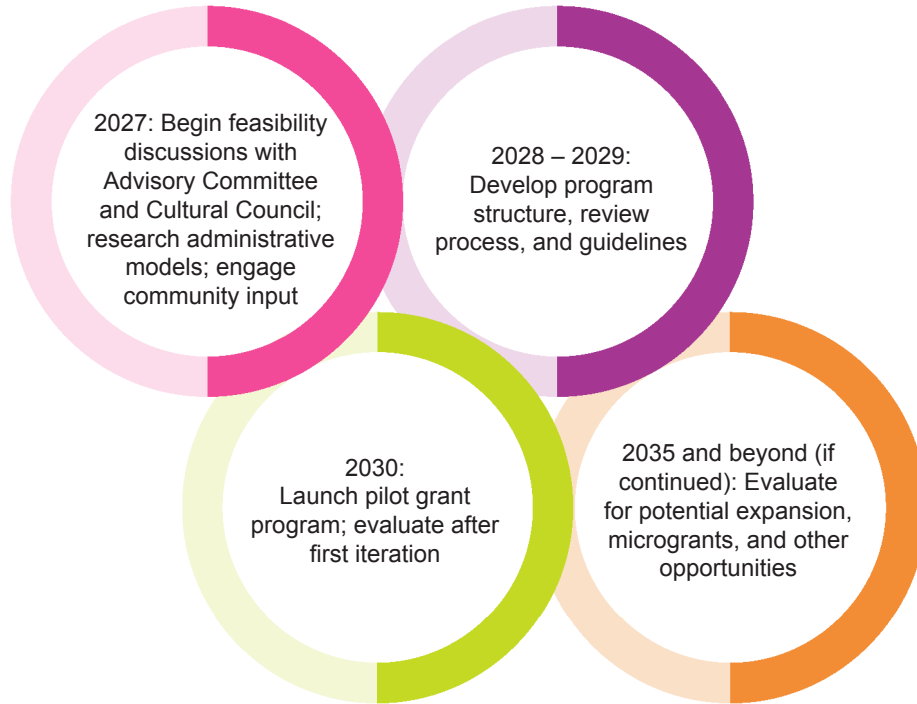 2027: Begin feasibility
discussions with
Advisory Committee
and Cultural Council;
research administrative
models; engage
community input
2028 – 2029:
Develop program
structure, review
process, and guidelines
2030:
Launch pilot grant
program; evaluate after
first iteration
2035 and beyond (if
continued): Evaluate
for potential expansion,
microgrants, and other
opportunities